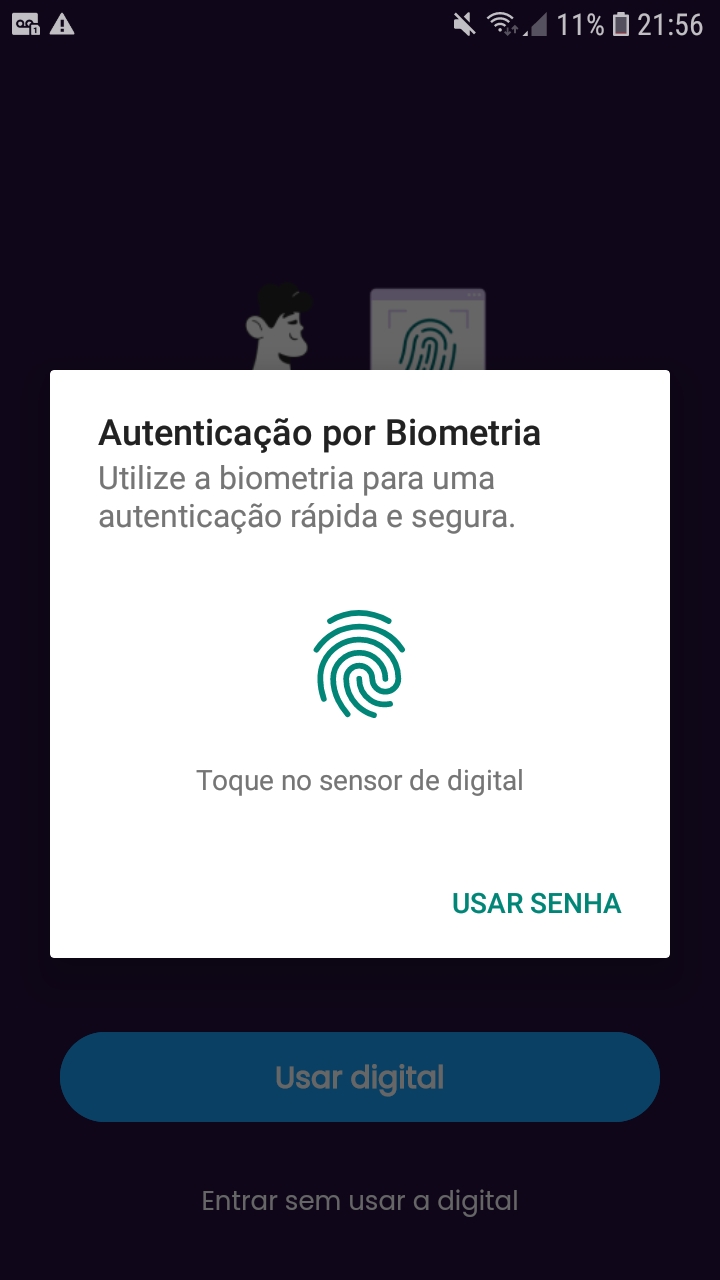 11% 21:56
Autenticação por Biometria
Utilize a biometria para uma
autenticação rápida e segura.
Toque no sensor de digital
USAR SENHA
Usar digital
Entrar sem usar a digital